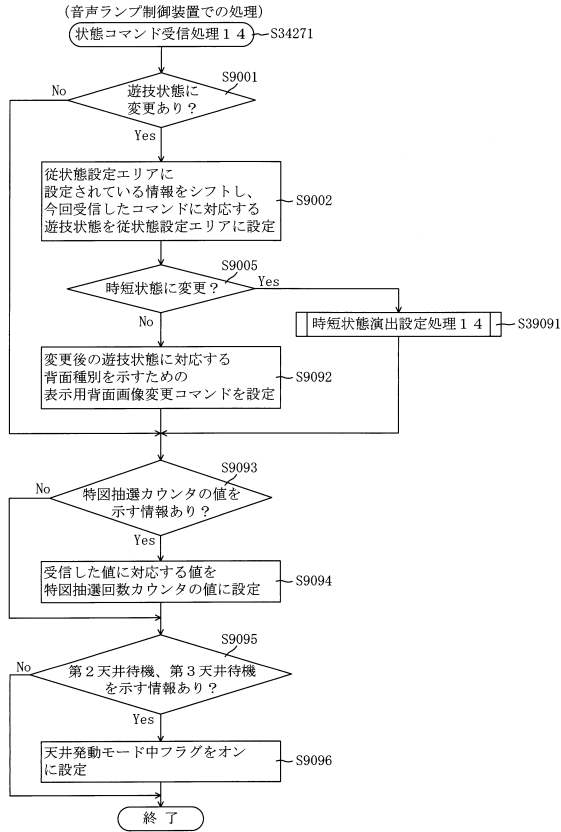 (音声ランプ制御装置での処理)
状態コマンド受信処理１４
S34271
S9001
遊技状態に
変更あり？
No
Yes
従状態設定エリアに
設定されている情報をシフトし、
今回受信したコマンドに対応する
遊技状態を従状態設定エリアに設定
S9002
S9005
時短状態に変更？
Yes
No
時短状態演出設定処理１４
S39091
変更後の遊技状態に対応する
背面種別を示すための
表示用背面画像変更コマンドを設定
S9092
S9093
特図抽選カウンタの値を
示す情報あり？
No
Yes
受信した値に対応する値を
特図抽選回数カウンタの値に設定
S9094
S9095
第２天井待機、第３天井待機
を示す情報あり？
No
Yes
天井発動モード中フラグをオン
に設定
S9096
終了